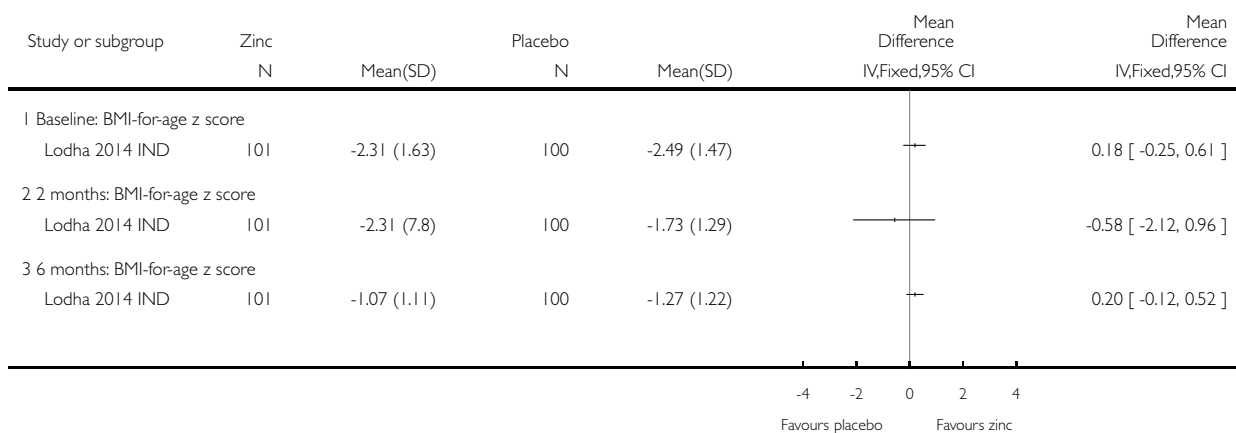 Study or subgroup Zinc Placebo Mean Difference Mean Difference
N Mean(SD) N Mean(SD) IV,Fixed,95% CI IV,Fixed,95% CI
1 Baseline: BMI-for-age z score
Lodha 2014 IND 101 -2.31 (1.63) 100 -2.49 (1.47) 0.18 [ -0.25, 0.61 ]
2 2 months: BMI-for-age z score
Lodha 2014 IND 101 -2.31 (7.8) 100 -1.73 (1.29) -0.58 [ -2.12, 0.96 ]
3 6 months: BMI-for-age z score
Lodha 2014 IND 101 -1.07 (1.11) 100 -1.27 (1.22) 0.20 [ -0.12, 0.52 ]
-4 -2 0 2 4
Favours placebo Favours zinc